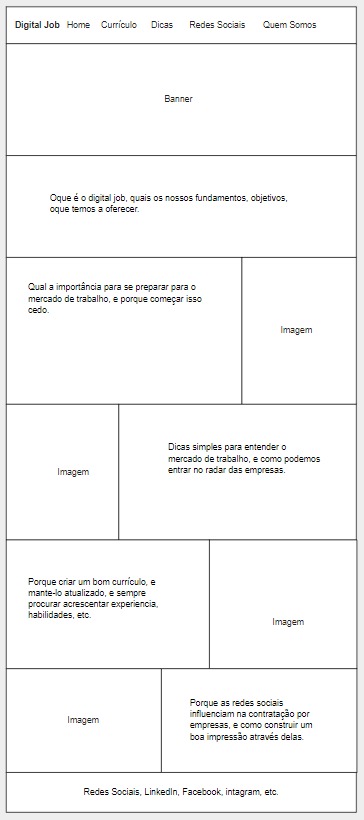 Digital Job Home Currículo Dicas Redes Sociais Quem Somos
Banner
Oque é o digital job, quais os nossos fundamentos, objetivos,
oque temos a oferecer.
Qual a importância para se preparar para o
mercado de trabalho, e porque começar isso
cedo.
Imagem
Imagem
Dicas simples para entender o
mercado de trabalho, e como podemos
entrar no radar das empresas.
Porque criar um bom currículo, e
mante-lo atualizado, e sempre
procurar acrescentar experiencia,
habilidades, etc.
Imagem
Imagem
Porque as redes sociais
influenciam na contratação por
empresas, e como construir um
boa impressão através delas.
Redes Sociais, LinkedIn, Facebook, intagram, etc.